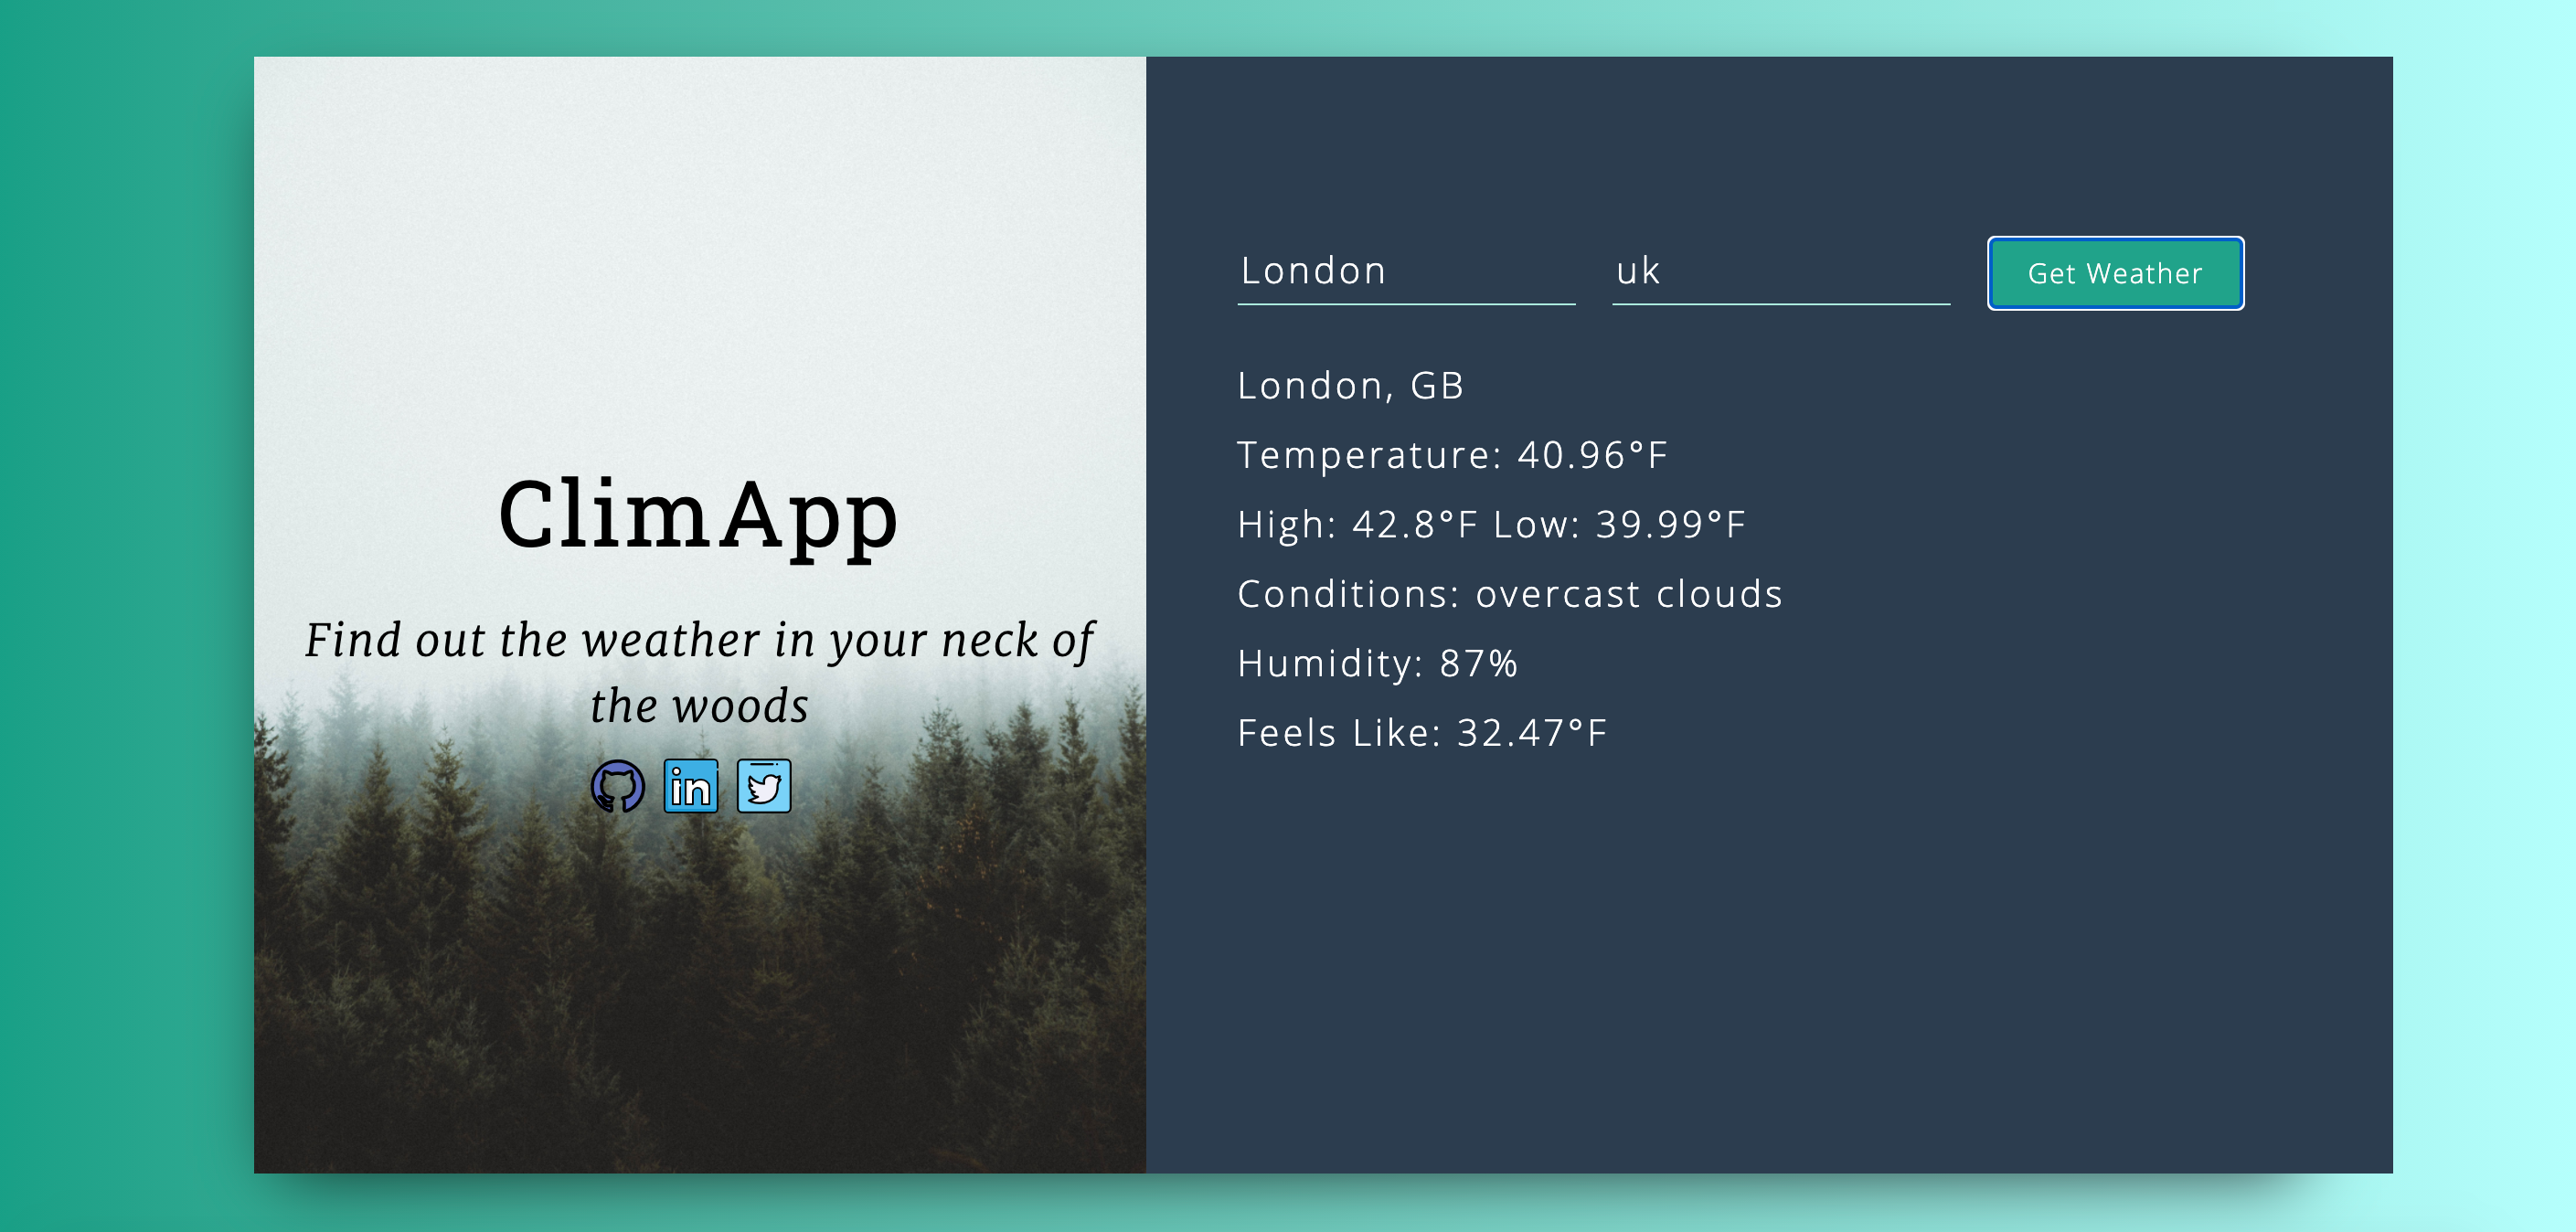 ClimApp
Find out the weather in your neck of
the woods
in
London
uk
Get Weather
London, GB
Temperature: 40.96°F
High: 42.8°F Low: 39.99°F
Conditions: overcast clouds
Humidity: 87%
Feels Like: 32.47°F